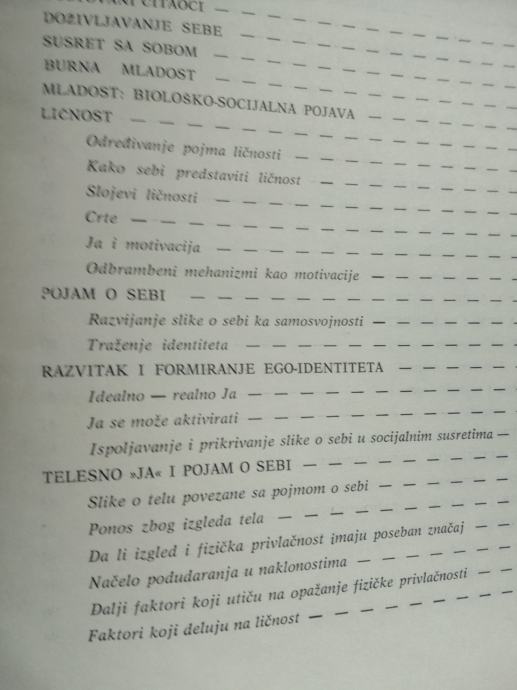 ČITAOCI — — — — — — — — —
DOŽIVLJAVANJE SEBE — — — — — — — — —
SUSRET SA SOBOM — — — — — — — — — —
BURNA MLADOST — — — — — — — — — —
MLADOST: BIOLOŠKO-SOCIJALNA POJAVA — — — —
LIČNOST — — — — — — — — — — — —
Određivanje pojma ličnosti — — — — — — —
Kako sebi predstaviti ličnost — — — — — —
Slojevi ličnosti — — — — — — — — — —
Crte — — — — — — — — — — — —
Ja i motivacija — — — — — — — — — —
Odbrambeni mehanizmi kao motivacije — — — — —
POJAM O SEBI — — — — — — — — — — —
Razvijanje slike o sebi ka samosvojnosti — — — —
Traženje identiteta — — — — — — — — —
RAZVITAK I FORMIRANJE EGO-IDENTITETA — — — —
Idealno — realno Ja — — — — — — — — —
Ja se može aktivirati — — — — — — — — —
Ispoljavanje i prikrivanje slike o sebi u socijalnim susretima —
TELESNO »JA« I POJAM O SEBI — — — — — — —
Slike o telu povezane sa pojmom o sebi — — — —
Ponos zbog izgleda tela — — — — — — — —
Da li izgled i fizička privlačnost imaju poseban značaj — —
Načelo podudaranja u naklonostima — — — — —
Dalji faktori koji utiču na opažanje fizičke privlačnosti — —
Faktori koji deluju na ličnost — — — — — — —